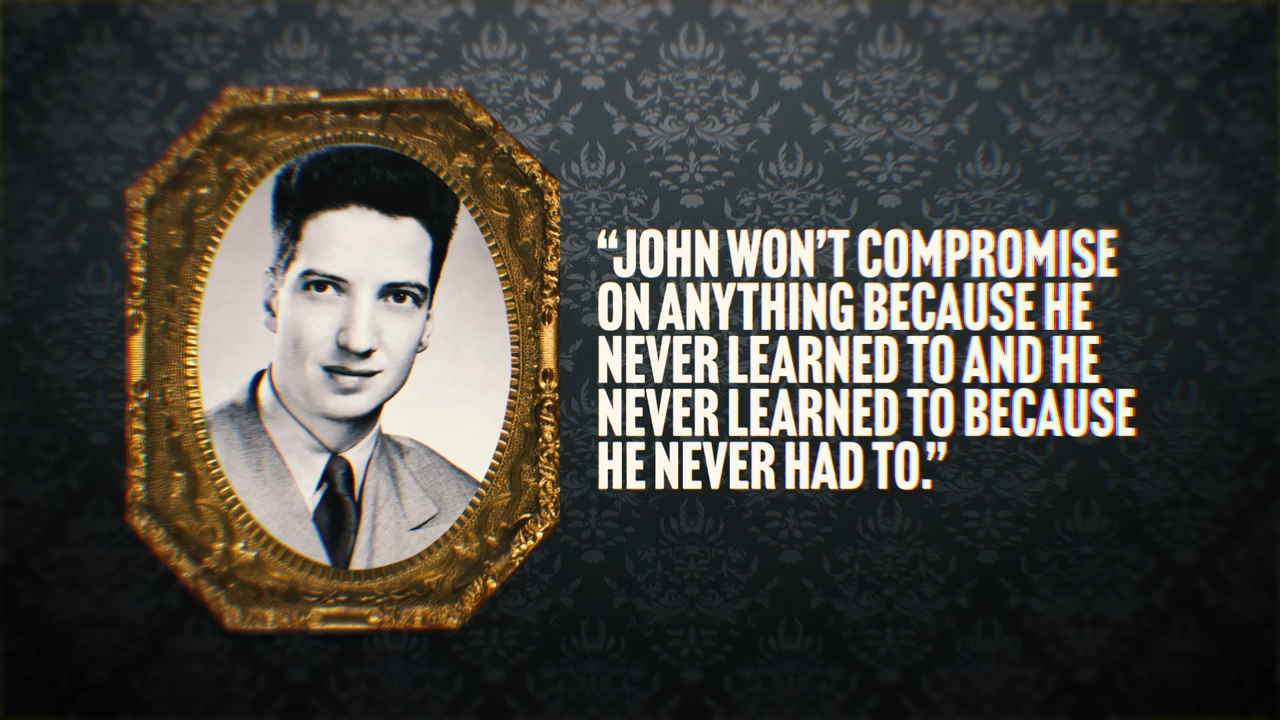 “JOHN WON’T COMPROMISE
ON ANYTHING BECAUSE HE
NEVER LEARNED TO AND HE
NEVER LEARNED TO BECAUSE
HE NEVER HAD TO.”